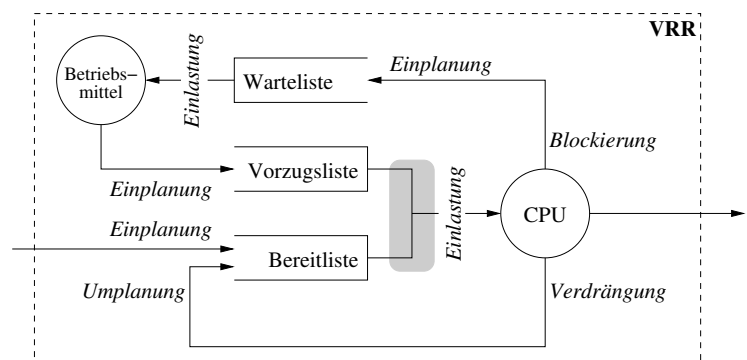 VRR
Betriebs–
mittel
Einlastung
Warteliste
Einplanung
Blockierung
Einplanung
Vorzugsliste
Einlastung
CPU
Einplanung
Bereitliste
Umplanung
Verdrängung